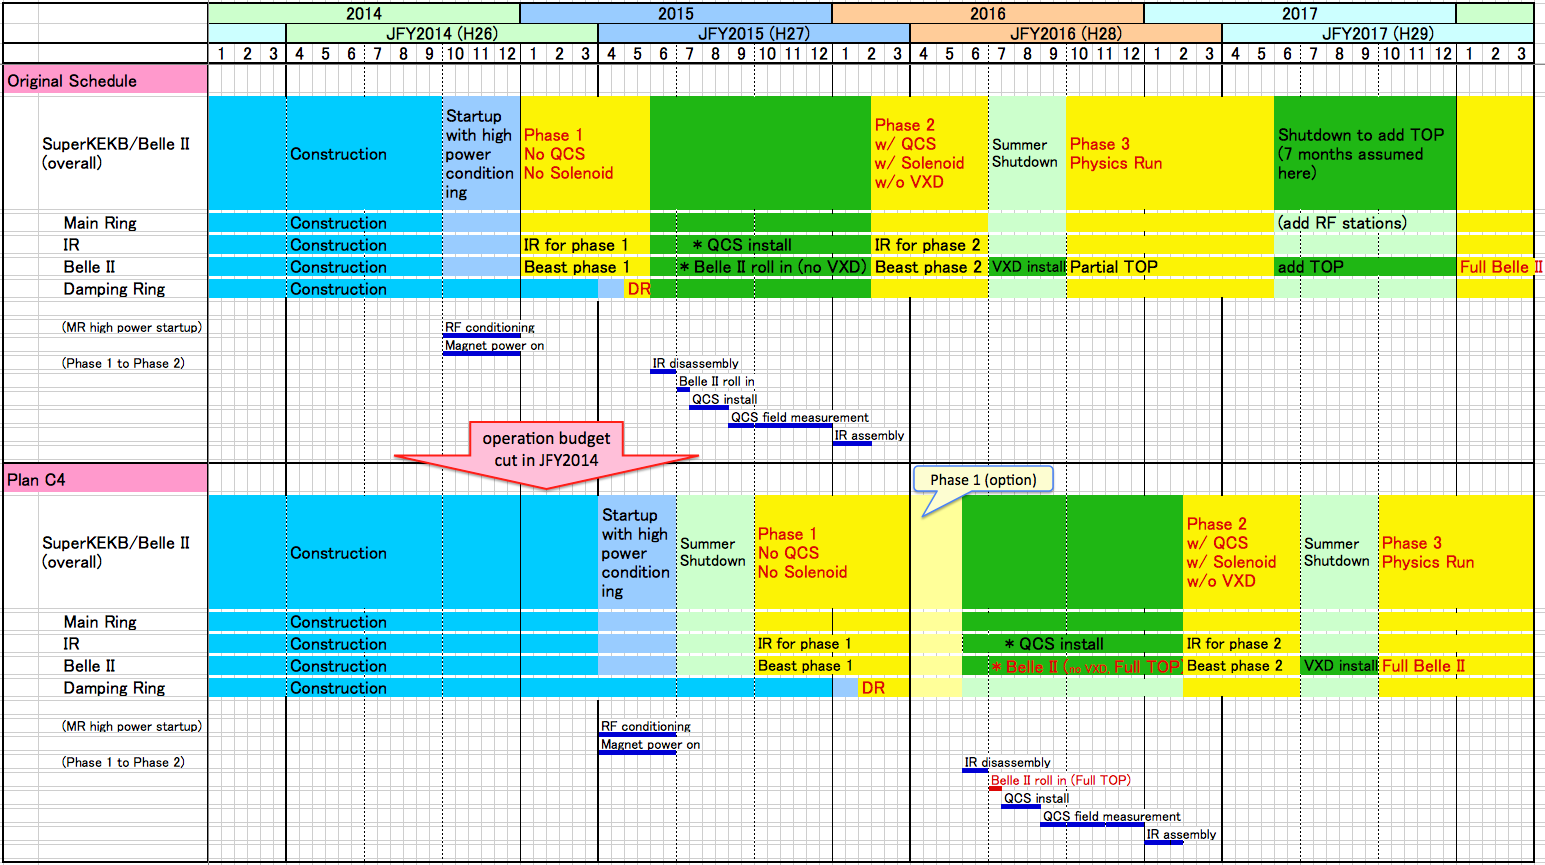 2014 2015 2016 2017
JFY2014 (H26) JFY2015 (H27) JFY2016 (H28) JFY2017 (H29)
1 2 3 4 5 6 7 8 9 10 11 12 1 2 3 4 5 6 7 8 9 10 11 12 1 2 3 4 5 6 7 8 9 10 11 12 1 2 3 4 5 6 7 8 9 10 11 12 1 2 3
Original Schedule
SuperKEKB/Belle II
(overall)
Construction
Startup
with high
power
condition
ing
Phase 1
No QCS
No Solenoid
Phase 2
w/ QCS
w/ Solenoid
w/o VXD
Summer
Shutdown
Phase 3
Physics Run
Shutdown to add TOP
(7 months assumed
here)
Main Ring Construction (add RF stations)
IR Construction IR for phase 1 * QCS install IR for phase 2
Belle II Construction Beast phase 1 * Belle II roll in (no VXD) Beast phase 2 VXD install Partial TOP add TOP Full Belle II
Damping Ring Construction DR
(MR high power startup) RF conditioning
Magnet power on
(Phase 1 to Phase 2) IR disassembly
Belle II roll in
QCS install
QCS field measurement
IR assembly
operation budget
cut in JFY2014
Plan C4
Phase 1 (option)
SuperKEKB/Belle II
(overall)
Construction
Startup
with high
power
condition
ing
Summer
Shutdown
Phase 1
No QCS
No Solenoid
Phase 2
w/ QCS
w/ Solenoid
w/o VXD
Summer
Shutdown
Phase 3
Physics Run
Main Ring Construction
IR Construction IR for phase 1 * QCS install IR for phase 2
Belle II Construction Beast phase 1 * Belle II (no VXD, Full TOP Beast phase 2 VXD install Full Belle II
Damping Ring Construction DR
(MR high power startup) RF conditioning
Magnet power on
(Phase 1 to Phase 2) IR disassembly
Belle II roll in (Full TOP)
QCS install
QCS field measurement
IR assembly